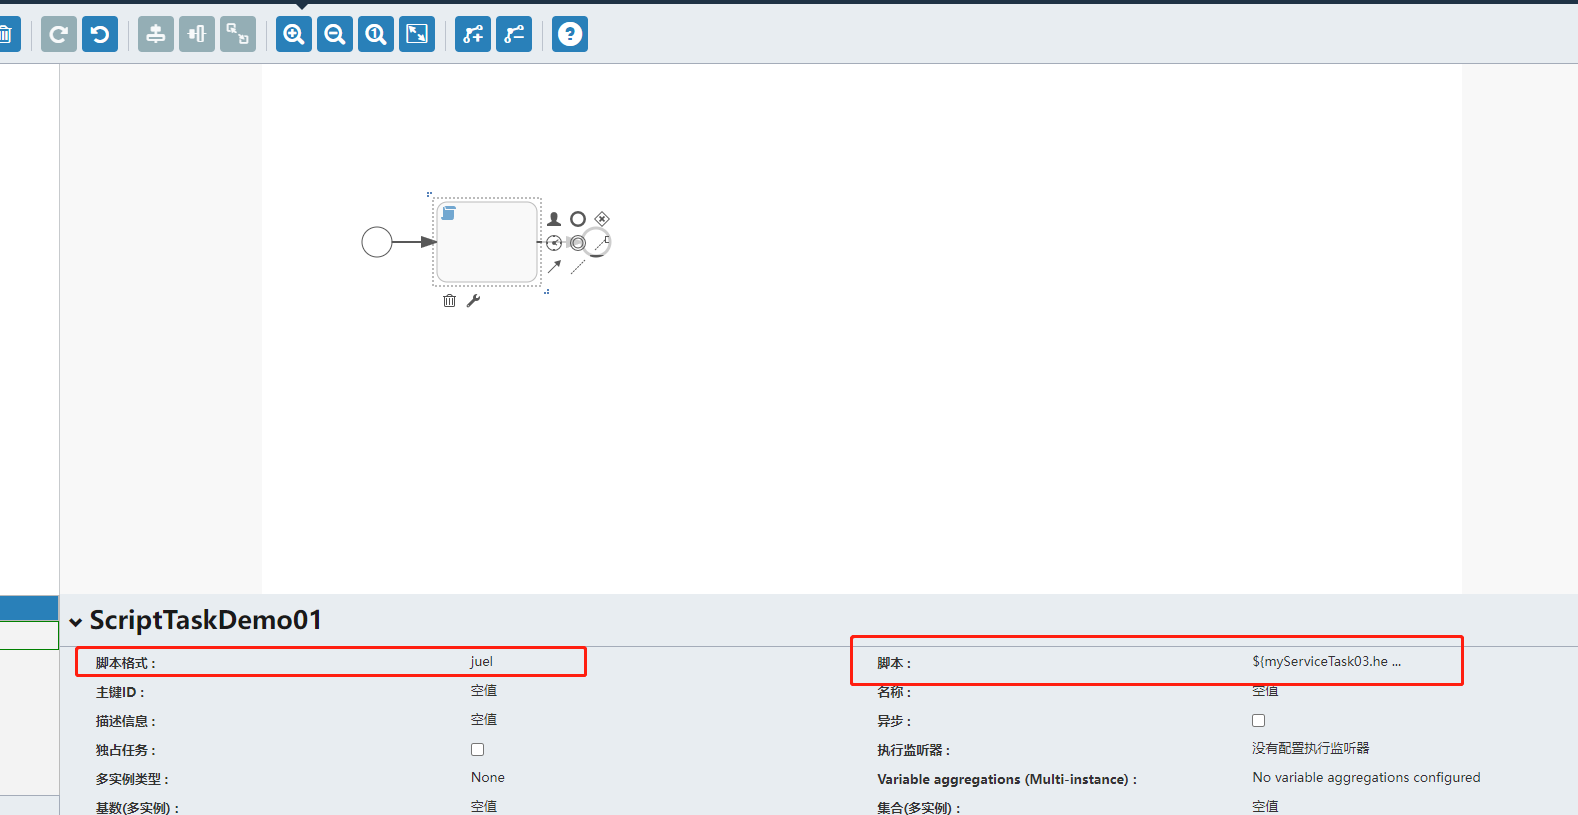 ScriptTaskDemo01
脚本格式 : juel 脚本 : ${myServiceTask03.he ...
主键ID : 空值 名称 : 空值
描述信息 : 空值 异步 :
独占任务 : 执行监听器 : 没有配置执行监听器
多实例类型 : None Variable aggregations (Multi-instance) : No variable aggregations configured
基数(多实例) : 空值 集合(多实例) : 空值